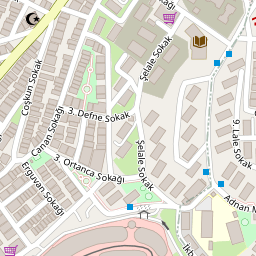 Şelale Sokak
Coşkun Sokak
3. Defne Sokak
Canan Sokağı
9. Lale Sokak
3. Ortanca Sokağı
Şelale Sokak
Erguvan Sokağı
Adnan M
İkb